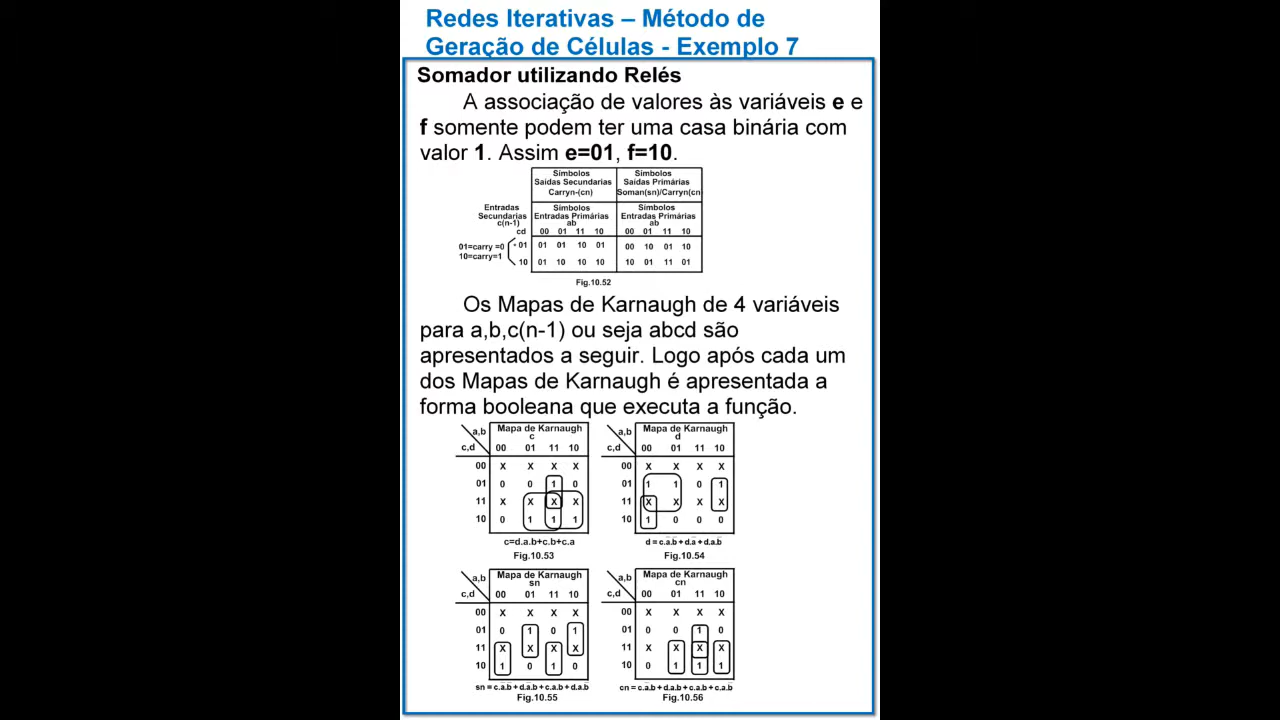 Redes Iterativas – Método de
Geração de Células - Exemplo 7
Somador utilizando Relés
A associação de valores às variáveis e e
f somente podem ter uma casa binária com
valor 1. Assim e=01, f=10.
Símbolos
Saídas Secundarias
Carryn-(cn)
Símbolos
Saídas Primárias
Soman(sn)/Carryn(cn)
Entradas
Secundarias
c(n-1)
cd
Símbolos
Entradas Primárias
ab
00 01 11 10
Símbolos
Entradas Primárias
ab
00 01 11 10
01=carry =0
10=carry=1
01 01 01 10 01 00 10 01 10
10 01 10 10 10 10 01 11 01
Fig.10.52
Os Mapas de Karnaugh de 4 variáveis
para a,b,c(n-1) ou seja abcd são
apresentados a seguir. Logo após cada um
dos Mapas de Karnaugh é apresentada a
forma booleana que executa a função.
a,b
c,d
Mapa de Karnaugh
c
00 01 11 10
00 X X X X
01 0 0 1 0
11 X X X X
10 0 1 1 1
c=d.a.b+c.b+c.a
Fig.10.53
a,b
c,d
Mapa de Karnaugh
d
00 01 11 10
00 X X X X
01 1 1 0 1
11 X X X X
10 1 0 0 0
Fig.10.54
a,b
c,d
Mapa de Karnaugh
sn
00 01 11 10
00 X X X X
01 0 1 0 1
11 X X X X
10 1 0 1 0
Fig.10.55
a,b
c,d
Mapa de Karnaugh
cn
00 01 11 10
00 X X X X
01 0 0 1 0
11 X X X X
10 0 1 1 1
Fig.10.56